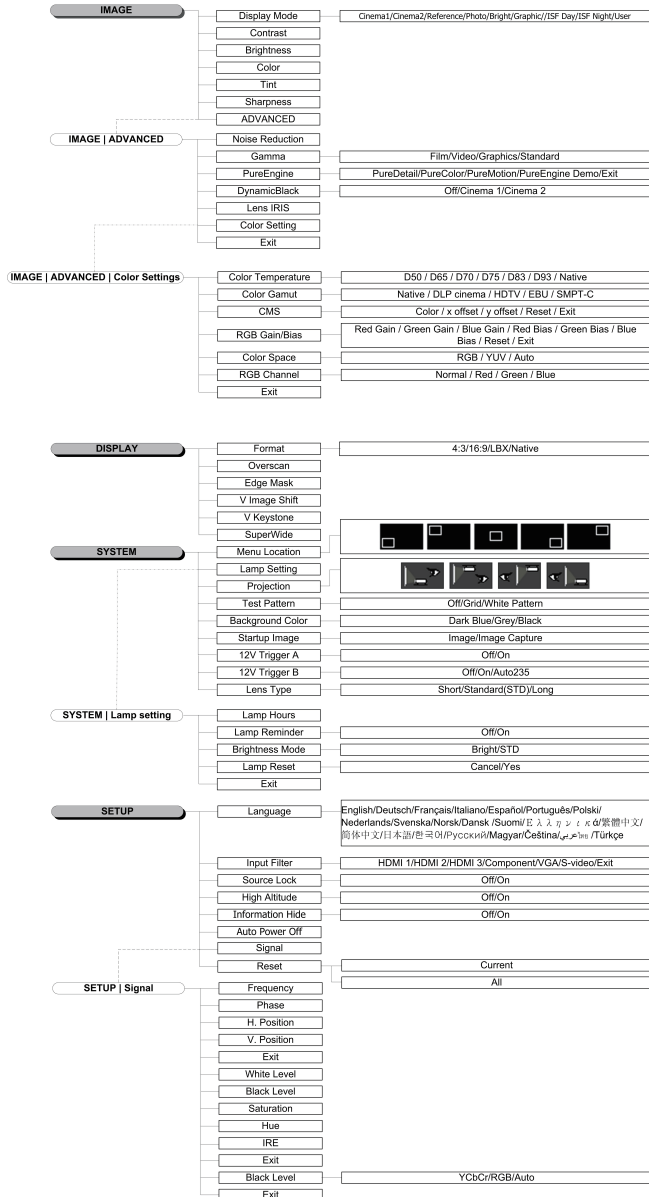 IMAGE
Display Mode
Cinema1/Cinema2/Reference/Photo/Bright/Graphic//ISF Day/ISF Night/User
Contrast
Brightness
Color
Tint
Sharpness
ADVANCED
IMAGE | ADVANCED
Noise Reduction
Gamma
Film/Video/Graphics/Standard
PureEngine
PureDetail/PureColor/PureMotion/PureEngine Demo/Exit
DynamicBlack
Off/Cinema 1/Cinema 2
Lens IRIS
Color Setting
Exit
IMAGE | ADVANCED | Color Settings
Color Temperature
D50 / D65 / D70 / D75 / D83 / D93 / Native
Color Gamut
Native / DLP cinema / HDTV / EBU / SMPT-C
CMS
Color / x offset / y offset / Reset / Exit
RGB Gain/Bias
Red Gain / Green Gain / Blue Gain / Red Bias / Green Bias / Blue
Bias / Reset / Exit
Color Space
RGB / YUV / Auto
RGB Channel
Normal / Red / Green / Blue
Exit
DISPLAY
Format
4:3/16:9/LBX/Native
Overscan
Edge Mask
V Image Shift
V Keystone
SuperWide
SYSTEM
Menu Location
Lamp Setting
Projection
Test Pattern
Off/Grid/White Pattern
Background Color
Dark Blue/Grey/Black
Startup Image
Image/Image Capture
12V Trigger A
Off/On
12V Trigger B
Off/On/Auto235
Lens Type
Short/Standard(STD)/Long
SYSTEM | Lamp setting
Lamp Hours
Lamp Reminder
Off/On
Brightness Mode
Bright/STD
Lamp Reset
Cancel/Yes
Exit
SETUP
Language
English/Deutsch/Français/Italiano/Español/Português/Polski/
Nederlands/Svenska/Norsk/Dansk /Suomi/Ελληνικά/繁體中文/
简体中文/日本語/한국어/Русский/Magyar/Čeština/عربي/ไทย /Türkçe
Input Filter
HDMI 1/HDMI 2/HDMI 3/Component/VGA/S-video/Exit
Source Lock
Off/On
High Altitude
Off/On
Information Hide
Off/On
Auto Power Off
Signal
Reset
Current
All
SETUP | Signal
Frequency
Phase
H. Position
V. Position
Exit
White Level
Black Level
Saturation
Hue
IRE
Exit
Black Level
YCbCr/RGB/Auto
Exit